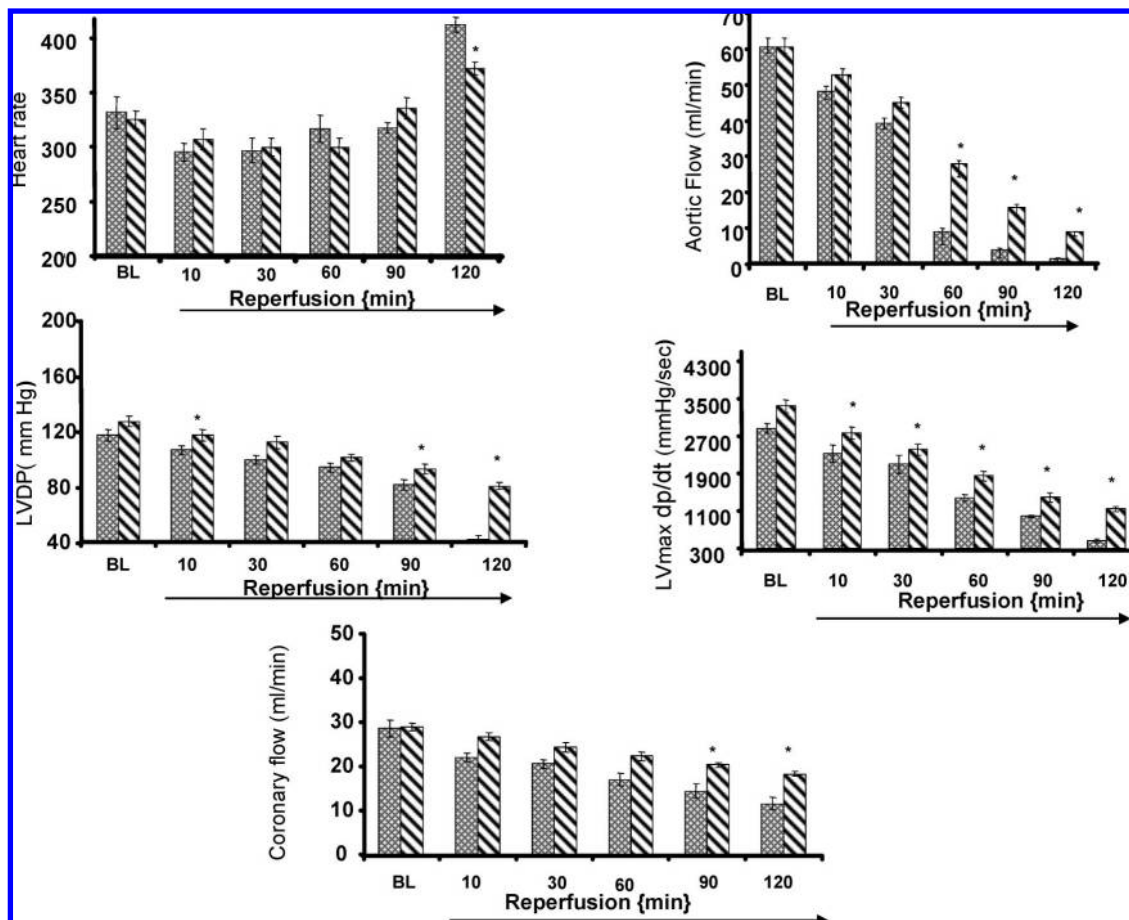 Heart rate
400
350
300
250
200
*
BL 10 30 60 90 120
Reperfusion {min}
Aortic Flow (ml/min)
60
50
40
30
20
10
0
* * *
BL 10 30 60 90 120
Reperfusion {min}
LVDP( mm Hg)
200
160
120
80
40
* * *
BL 10 30 60 90 120
Reperfusion {min}
LVmax dp/dt (mmHg/sec)
4300
3500
2700
1900
1100
300
* * * * *
BL 10 30 60 90 120
Reperfusion {min}
Coronary flow (ml/min)
50
40
30
20
10
0
* *
BL 10 30 60 90 120
Reperfusion {min}